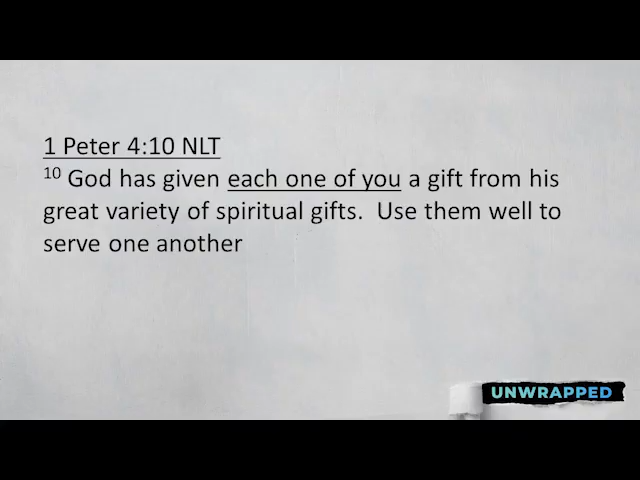 1 Peter 4:10 NLT
10 God has given each one of you a gift from his
great variety of spiritual gifts.  Use them well to
serve one another
UNWRAPPED